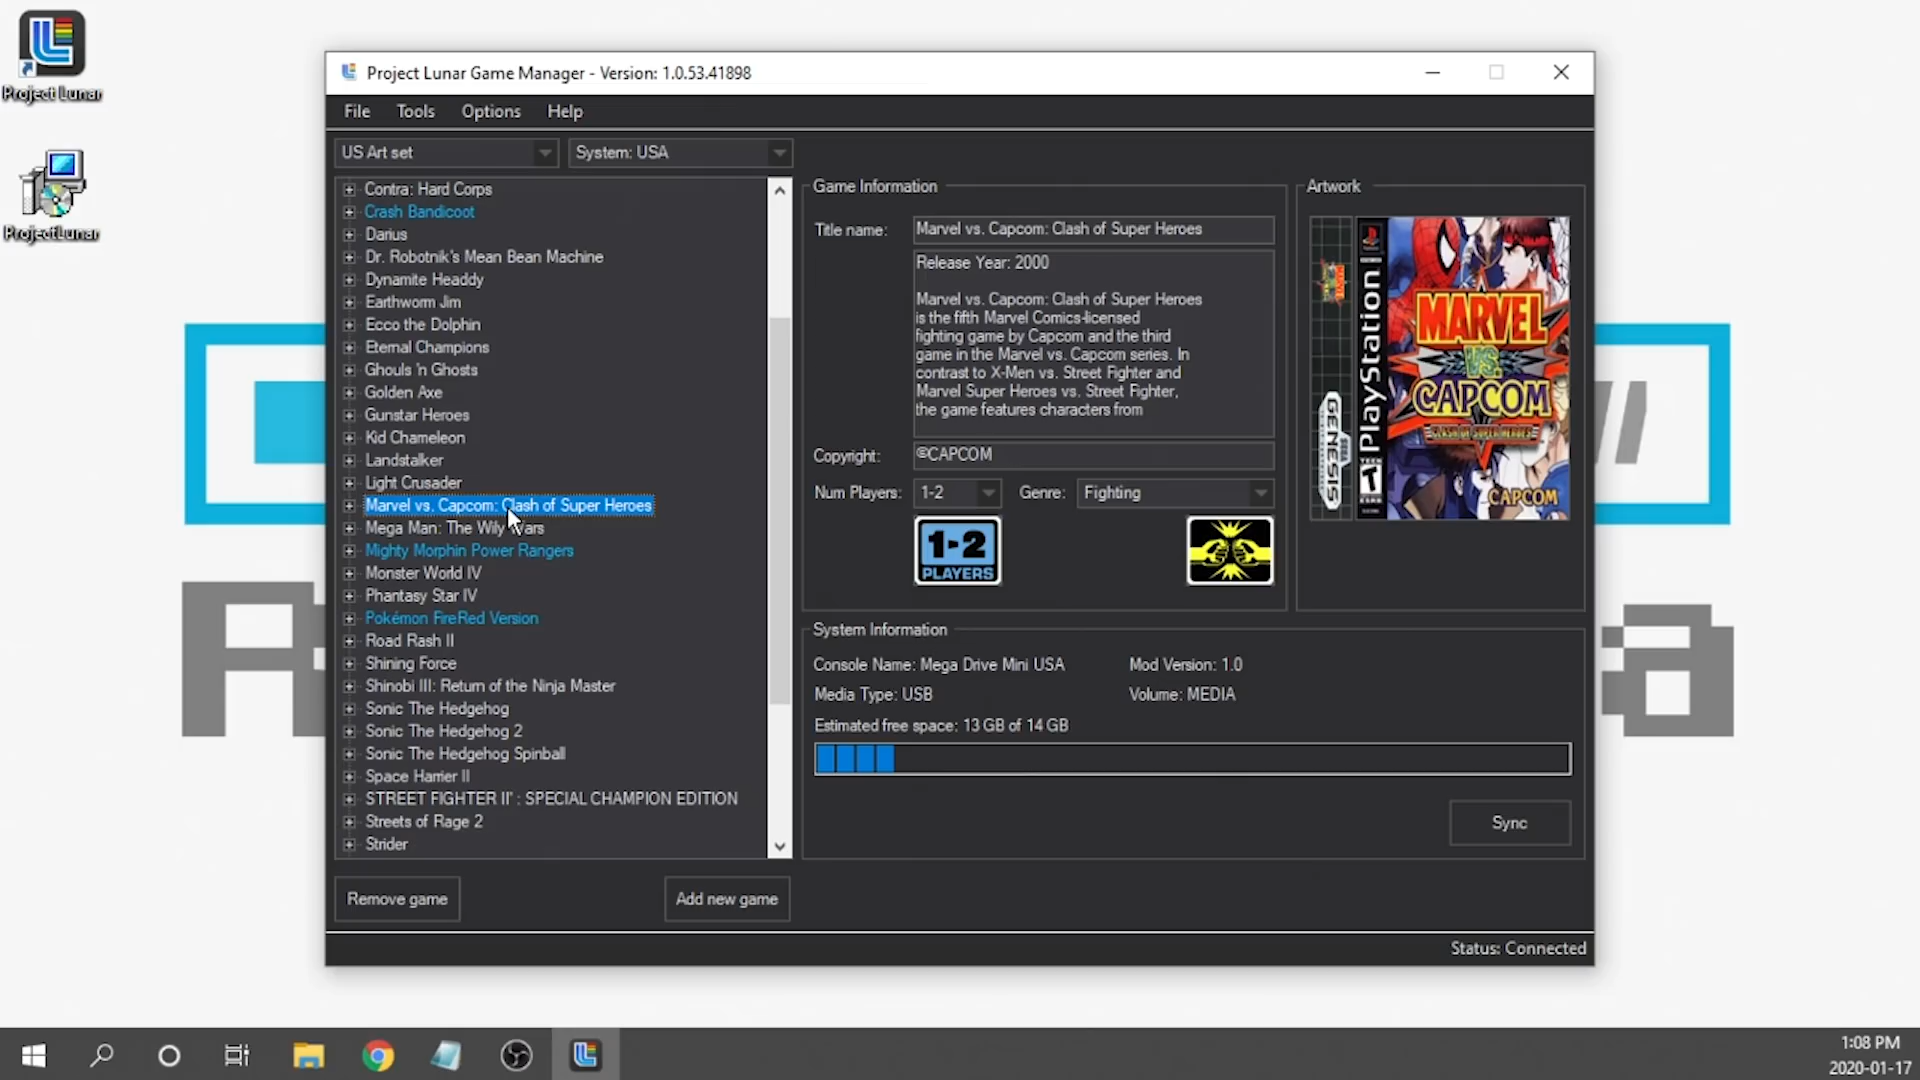 Project Lunar
ProjectLunar
Project Lunar Game Manager - Version: 1.0.53.41898
File
Tools
Options
Help
US Art set
System: USA
Contra: Hard Corps
Crash Bandicoot
Darius
Dr. Robotnik's Mean Bean Machine
Dynamite Headdy
Earthworm Jim
Ecco the Dolphin
Eternal Champions
Ghouls 'n Ghosts
Golden Axe
Gunstar Heroes
Kid Chameleon
Landstalker
Light Crusader
Marvel vs. Capcom: Clash of Super Heroes
Mega Man: The Wily Wars
Mighty Morphin Power Rangers
Monster World IV
Phantasy Star IV
Pokémon FireRed Version
Road Rash II
Shining Force
Shinobi III: Return of the Ninja Master
Sonic The Hedgehog
Sonic The Hedgehog 2
Sonic The Hedgehog Spinball
Space Harrier II
STREET FIGHTER II' : SPECIAL CHAMPION EDITION
Streets of Rage 2
Strider
Remove game
Add new game
Game Information
Title name:
Marvel vs. Capcom: Clash of Super Heroes
Release Year: 2000
Marvel vs. Capcom: Clash of Super Heroes
is the fifth Marvel Comics-licensed
fighting game by Capcom and the third
game in the Marvel vs. Capcom series. In
contrast to X-Men vs. Street Fighter and
Marvel Super Heroes vs. Street Fighter,
the game features characters from
Copyright:
©CAPCOM
Num Players:
1-2
Genre:
Fighting
1-2
PLAYERS
Artwork
GENESIS
PlayStation
MARVEL
VS.
CAPCOM
CLASH OF SUPER HEROES
CAPCOM
System Information
Console Name: Mega Drive Mini USA
Mod Version: 1.0
Media Type: USB
Volume: MEDIA
Estimated free space: 13 GB of 14 GB
Sync
Status: Connected
1:08 PM
2020-01-17